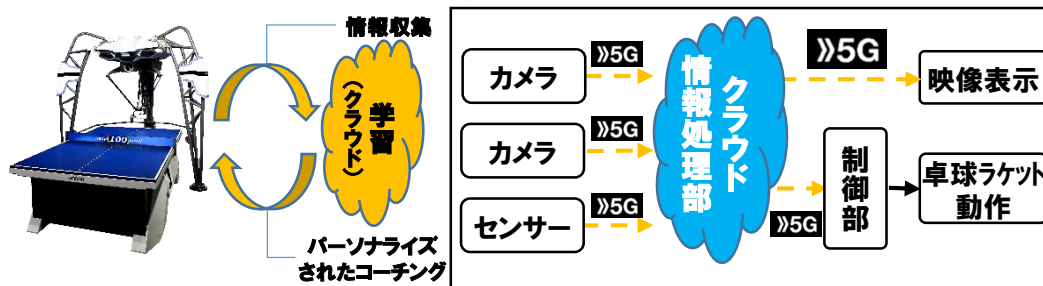 情報収集
学習
（クラウド）
パーソナライズ
されたコーチング
カメラ
カメラ
センサー
》5G
》5G
》5G
クラウド
情報処理部
》5G
》5G
映像表示
制御部
卓球ラケット
動作
100